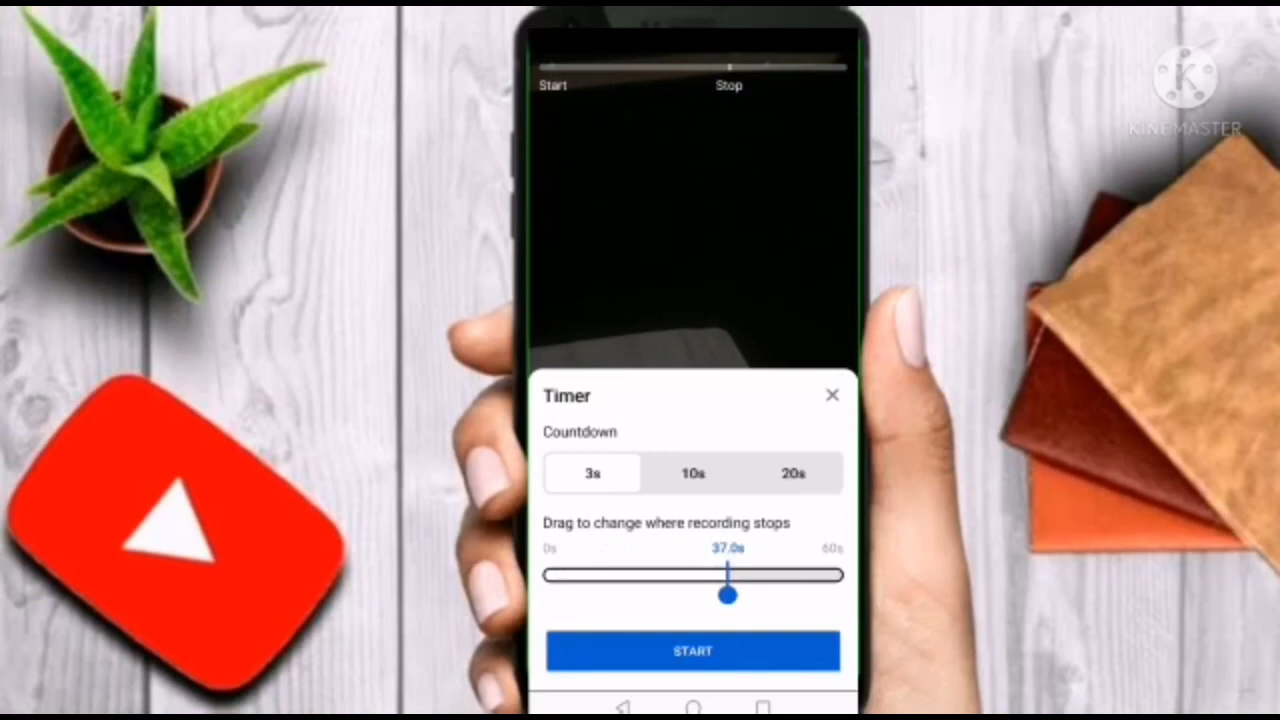 Start
Stop
KINEMASTER
Timer
Countdown
3s
10s
20s
Drag to change where recording stops
0s
37.0s
60s
START